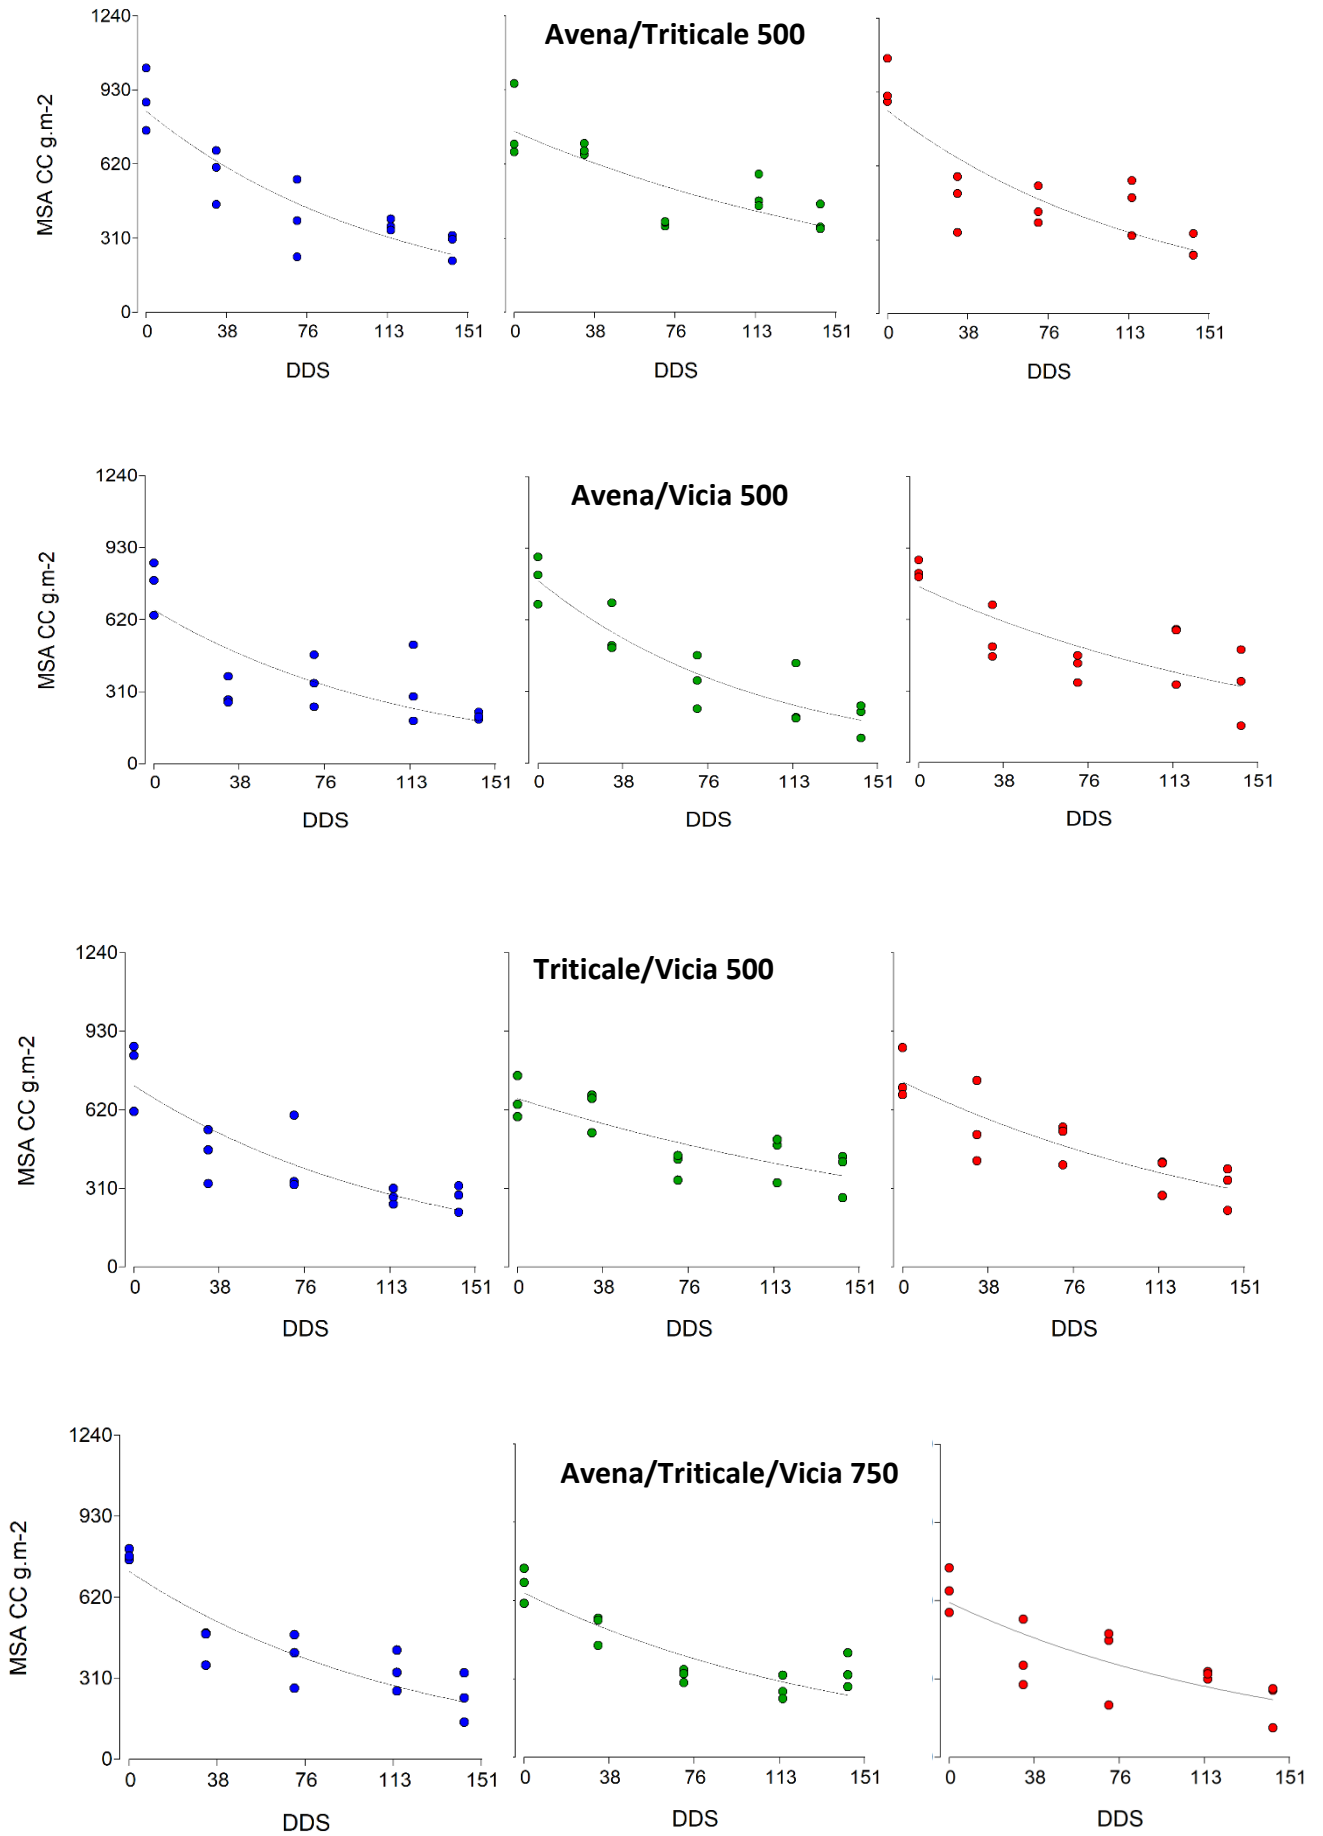 Avena/Triticale 500
1240
930
620
310
0
MSA CC g.m-2
0 38 76 113 151
0 38 76 113 151
0 38 76 113 151
DDS
DDS
DDS
Avena/Vicia 500
1240
930
620
310
0
MSA CC g.m-2
0 38 76 113 151
0 38 76 113 151
0 38 76 113 151
DDS
DDS
DDS
Triticale/Vicia 500
1240
930
620
310
0
MSA CC g.m-2
0 38 76 113 151
0 38 76 113 151
0 38 76 113 151
DDS
DDS
DDS
Avena/Triticale/Vicia 750
1240
930
620
310
0
MSA CC g.m-2
0 38 76 113 151
0 38 76 113 151
0 38 76 113 151
DDS
DDS
DDS